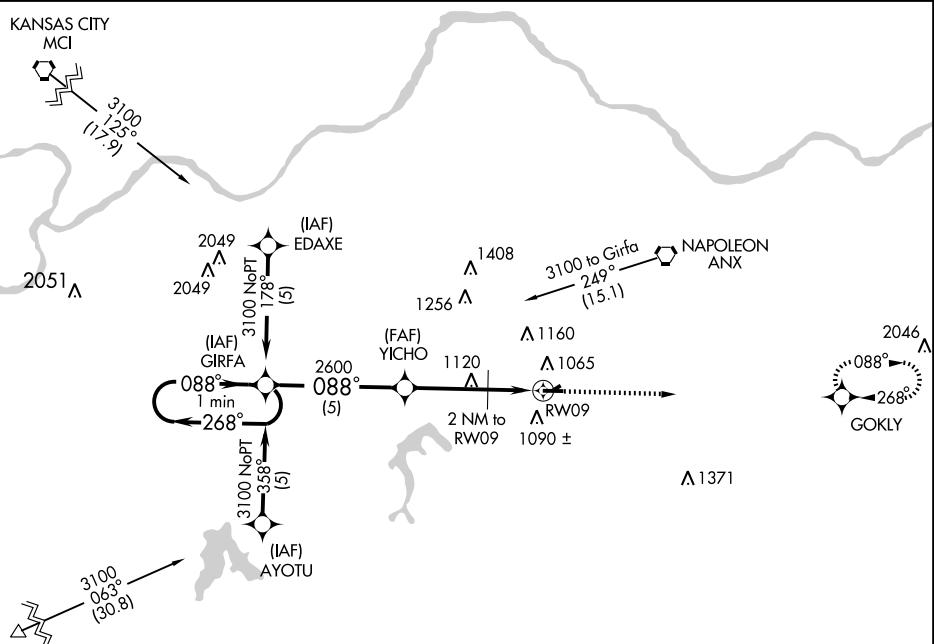 KANSAS CITY
MCI
3100
125°
(17.9)
(IAF)
EDAXE
2049
2049
2051
3100 NoPT
178°
(5)
1408
1256
3100 to Girfa
249°
(15.1)
NAPOLEON
ANX
(IAF)
GIRFA
088°
1 min
268°
2600
088°
(5)
(FAF)
YICHO
1120
1160
1065
2 NM to
RW09
RW09
1090 ±
2046
088°
268°
GOKLY
1371
3100 NoPT
358°
(5)
(IAF)
AYOTU
3100
063°
(30.8)